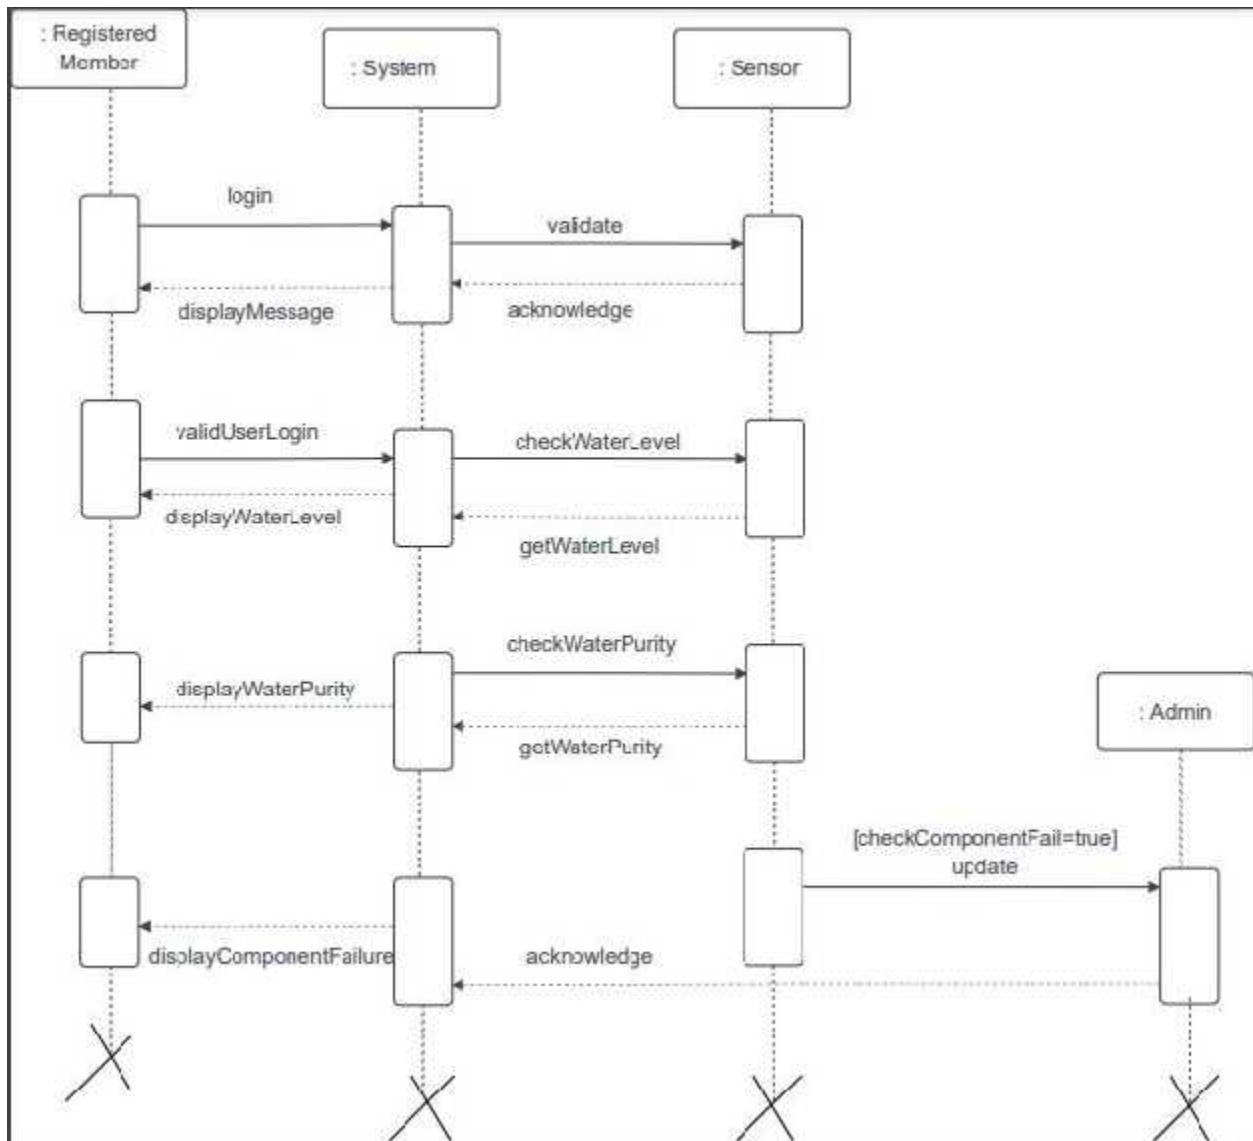 : Registered
Member
: System
: Sensor
login
validate
displayMessage
acknowledge
validUserLogin
checkWaterLevel
displayWaterLevel
getWaterLevel
checkWaterPurity
displayWaterPurity
getWaterPurity
: Admin
[checkComponentFail=true]
update
displayComponentFailure
acknowledge